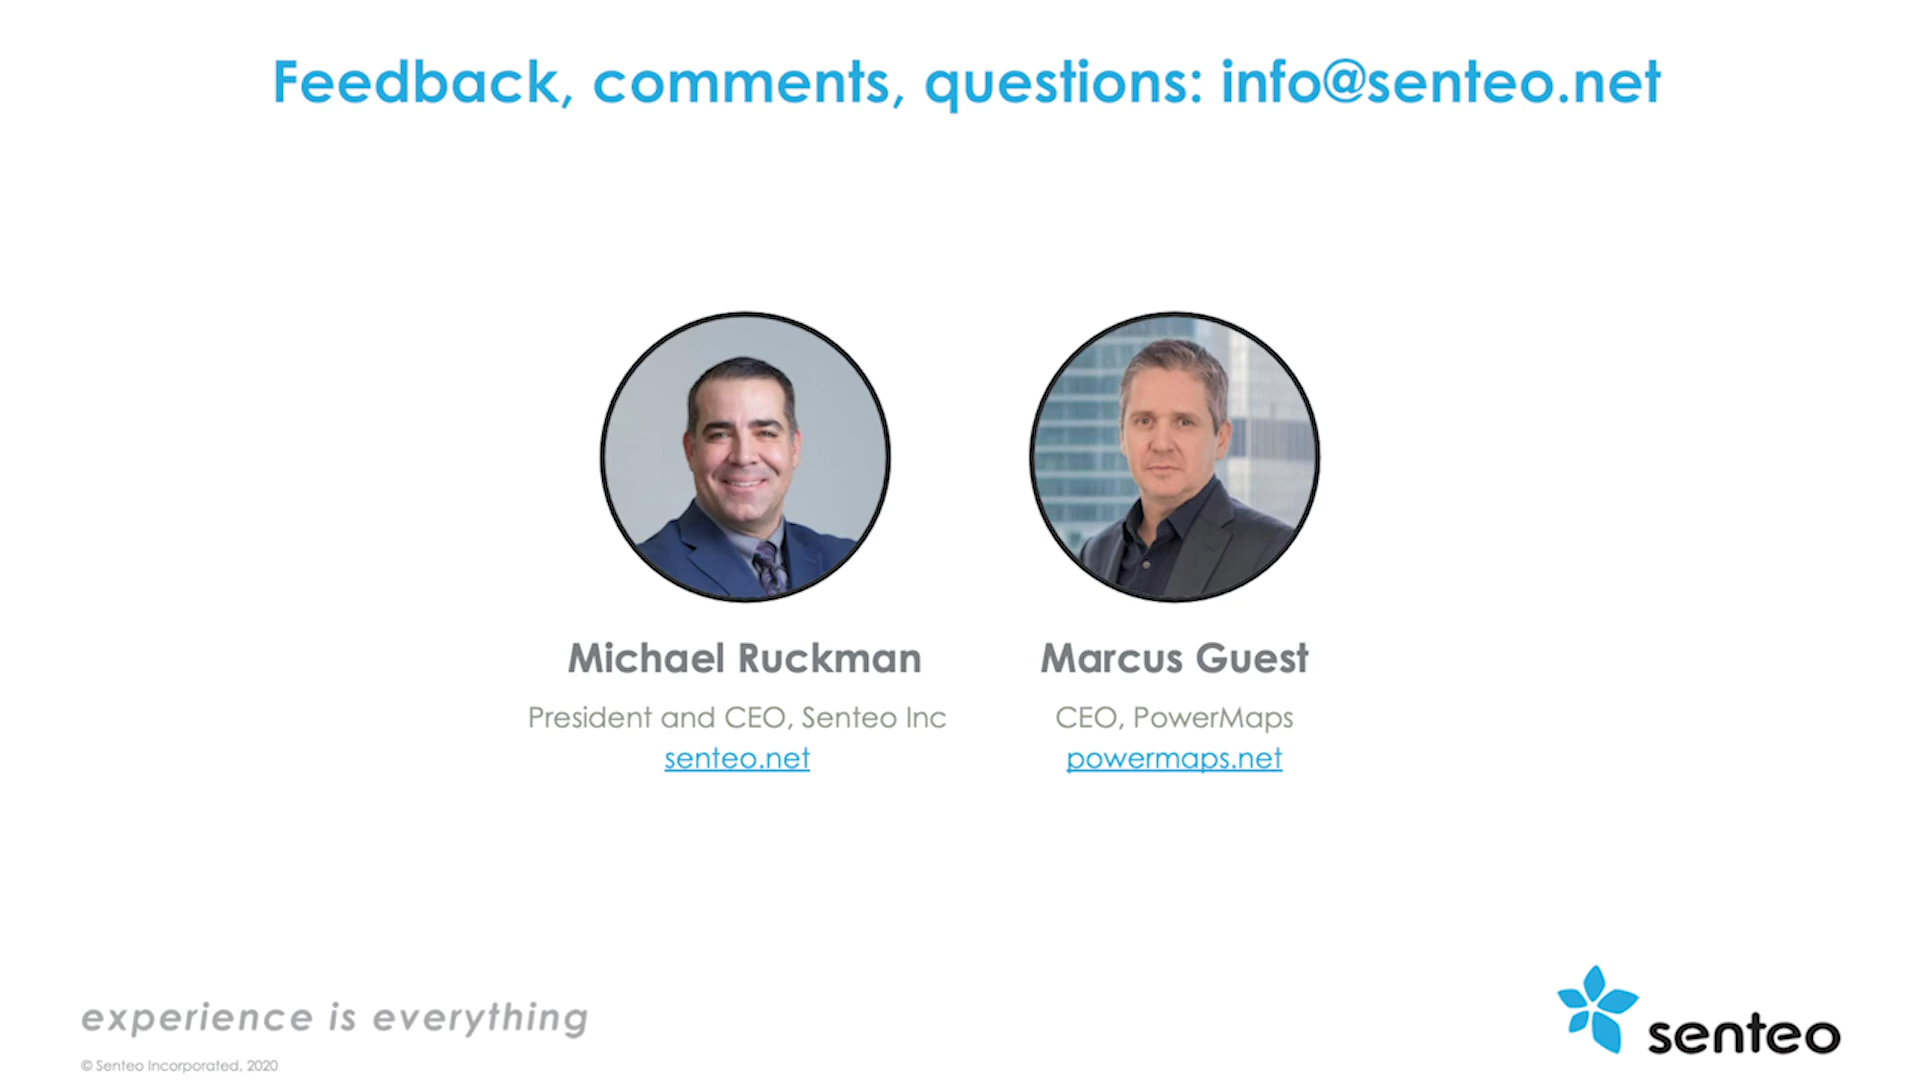 Feedback, comments, questions: info@senteo.net
Michael Ruckman
President and CEO, Senteo Inc
senteo.net
Marcus Guest
CEO, PowerMaps
powermaps.net
experience is everything
© Senteo Incorporated, 2020
senteo